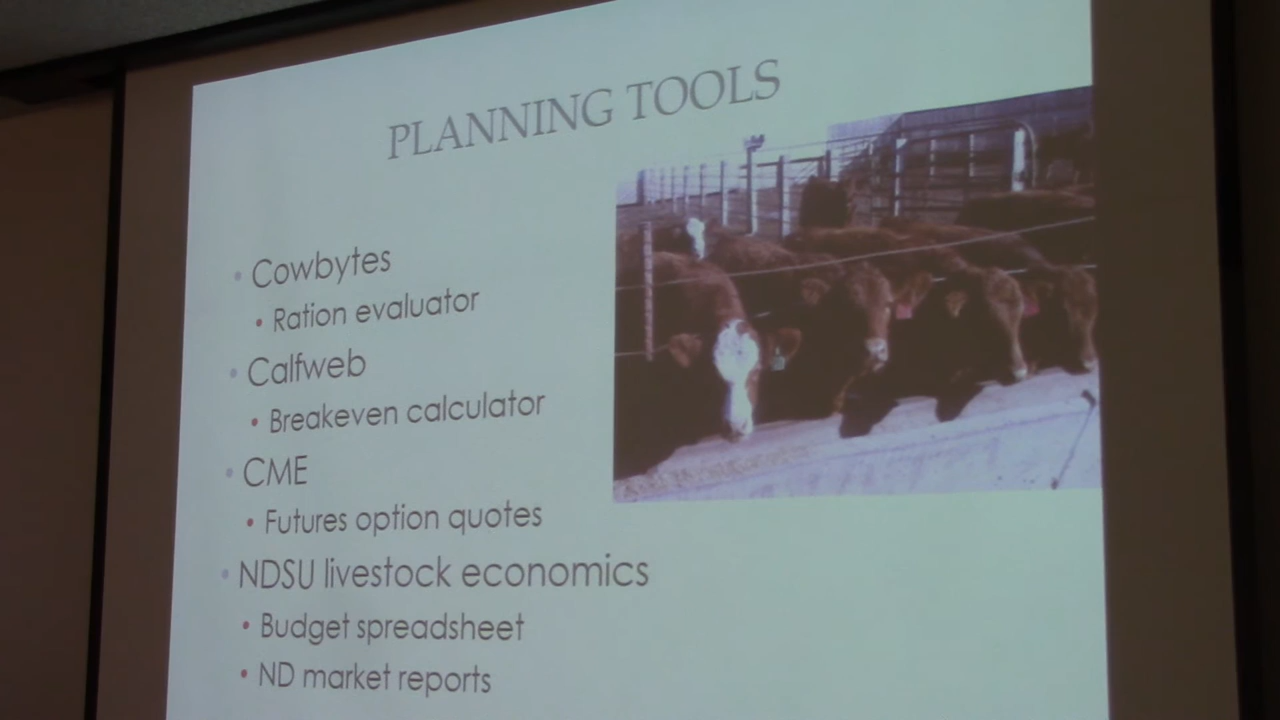 PLANNING TOOLS
• Cowbytes
• Ration evaluator
• Calfweb
• Breakeven calculator
• CME
• Futures option quotes
• NDSU livestock economics
• Budget spreadsheet
• ND market reports